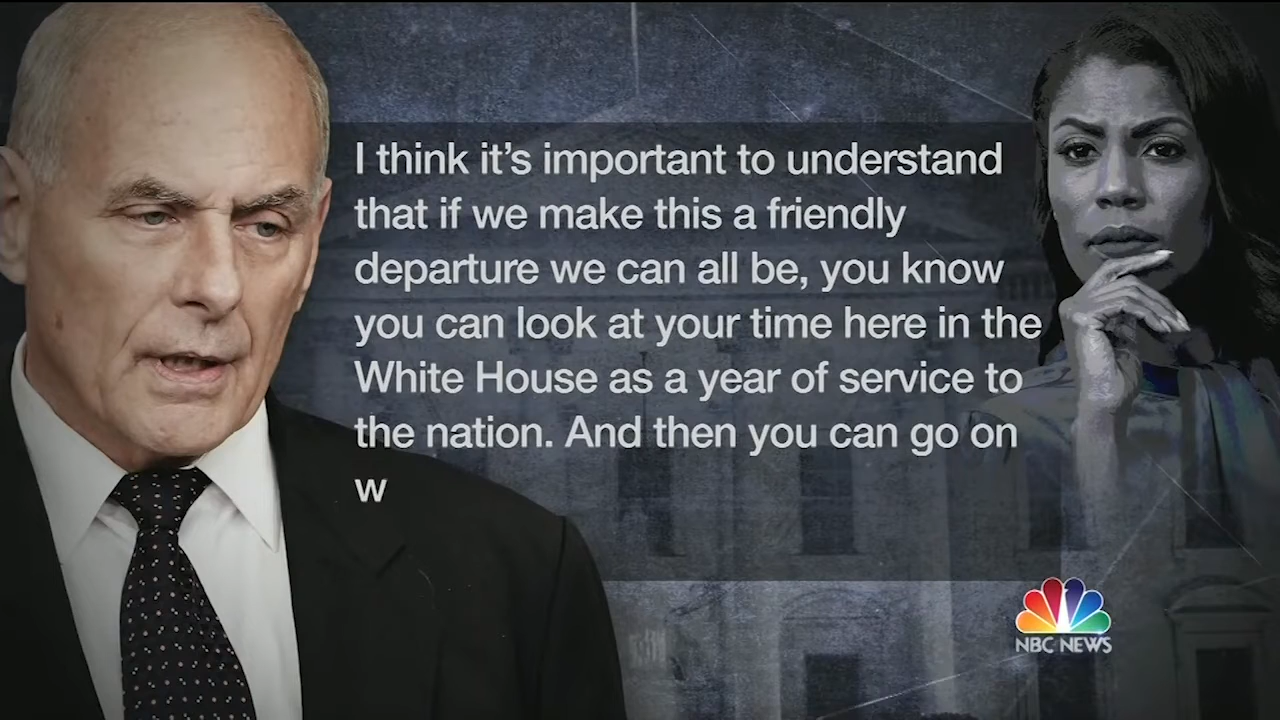 I think it's important to understand
that if we make this a friendly
departure we can all be, you know
you can look at your time here in the
White House as a year of service to
the nation. And then you can go on
w
NBC NEWS